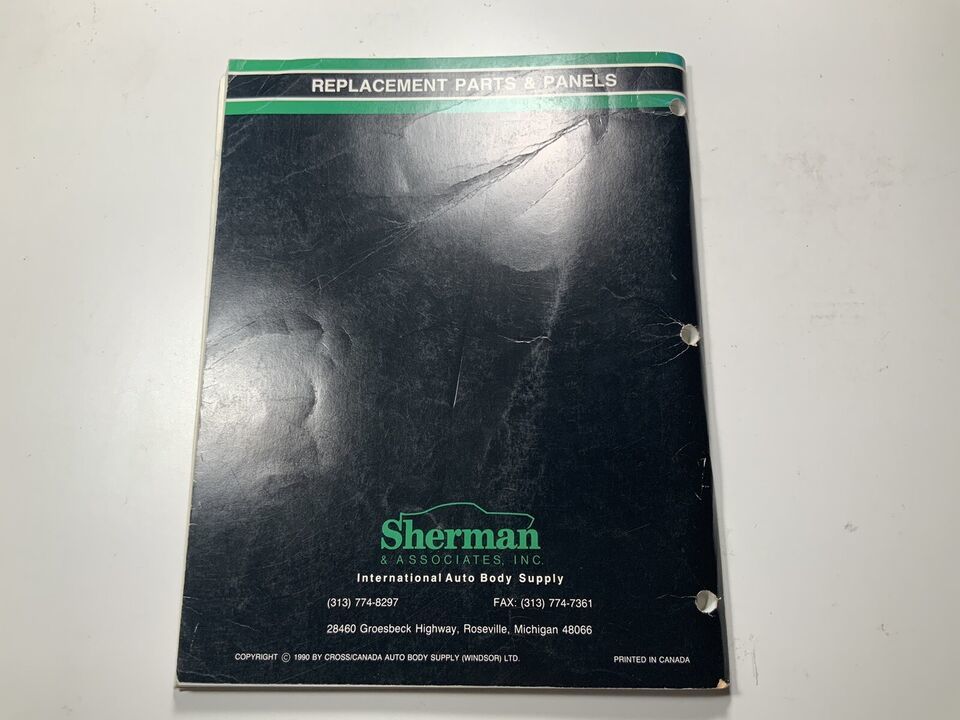 REPLACEMENT PARTS & PANELS
Sherman
& ASSOCIATES, INC.
International Auto Body Supply
(313) 774-8297 FAX: (313) 774-7361
28460 Groesbeck Highway, Roseville, Michigan 48066
COPYRIGHT © 1990 BY CROSS/CANADA AUTO BODY SUPPLY (WINDSOR) LTD. PRINTED IN CANADA